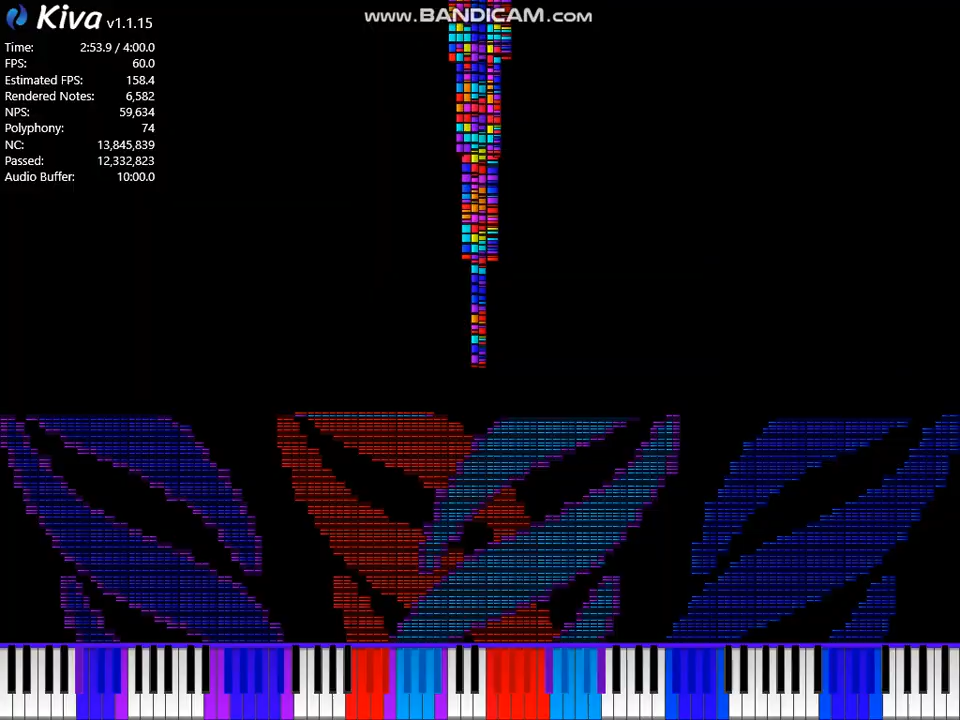 Kiva v1.1.15
www.BANDICAM.com
Time: 2:53.9 / 4:00.0
FPS: 60.0
Estimated FPS: 158.4
Rendered Notes: 6,582
NPS: 59,634
Polyphony: 74
NC: 13,845,839
Passed: 12,332,823
Audio Buffer: 10:00.0